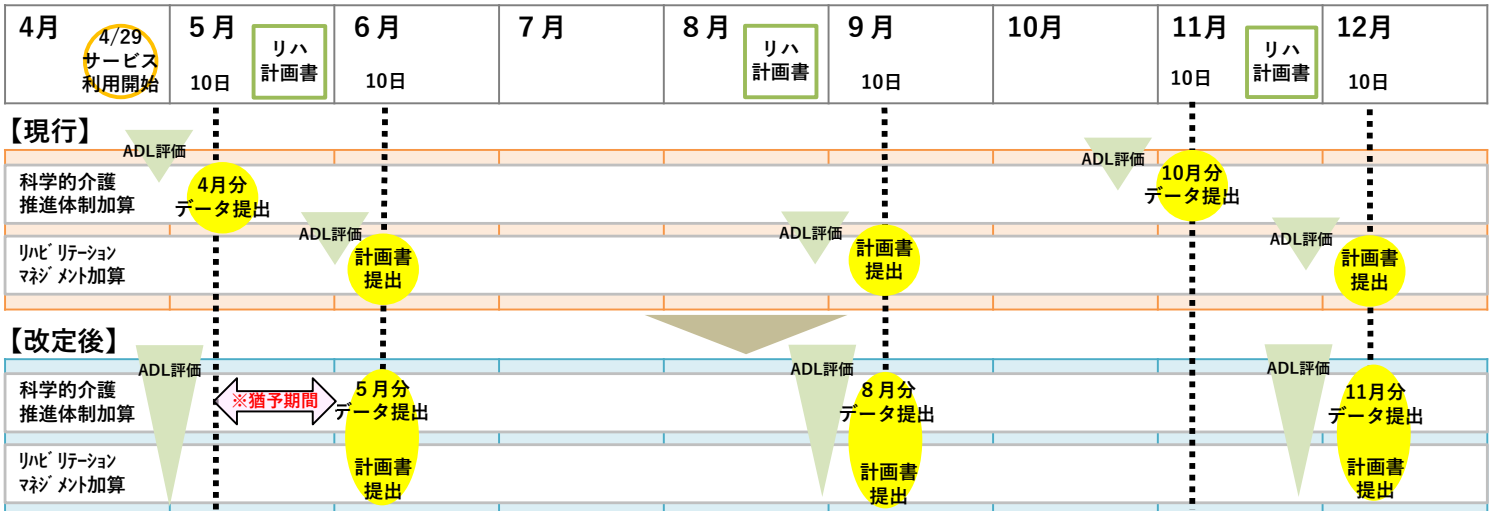 4月
4/29
サービス
利用開始
5月
10日
リハ
計画書
6月
10日
7月
8月
リハ
計画書
9月
10日
10月
11月
10日
リハ
計画書
12月
10日
【現行】
ADL評価
ADL評価
科学的介護
推進体制加算
4月分
データ提出
10月分
データ提出
ADL評価
ADL評価
ADL評価
リハビリテーション
マネジメント加算
計画書
提出
計画書
提出
計画書
提出
【改定後】
ADL評価
ADL評価
ADL評価
科学的介護
推進体制加算
※猶予期間
5月分
データ提出
8月分
データ提出
11月分
データ提出
リハビリテーション
マネジメント加算
計画書
提出
計画書
提出
計画書
提出